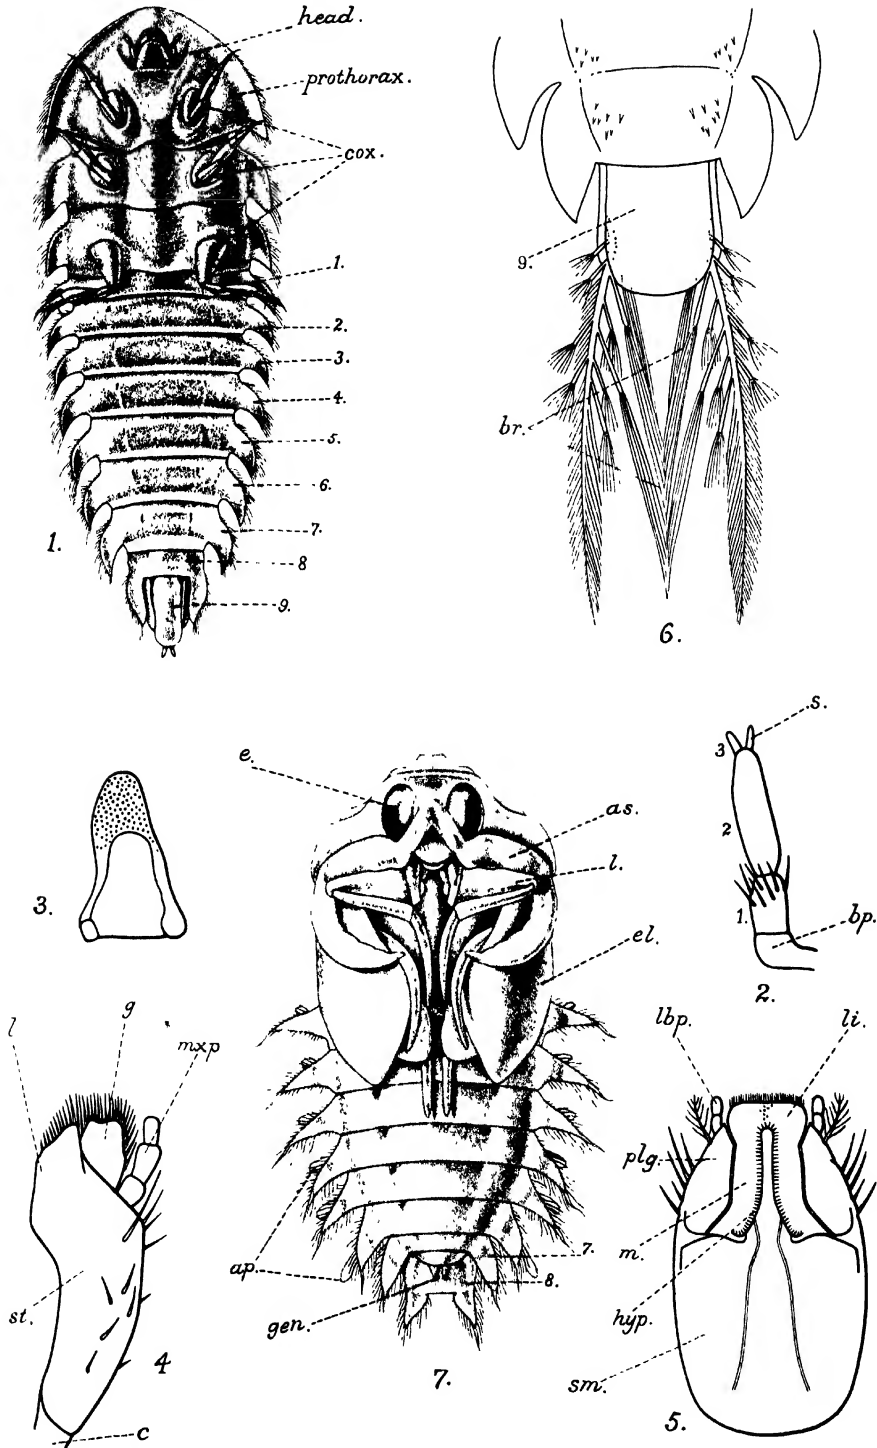 head.
prothorax.
cox.
1.
2.
3.
4.
5.
6.
7.
8
9.
1.
9.
br.
6.
3.
s.
3
2
1.
bp.
2.
l
g
mxp
st.
4
c
e.
as.
l.
el.
ap.
7.
8.
gen.
7.
lbp.
li.
plg.
m.
hyp.
sm.
5.